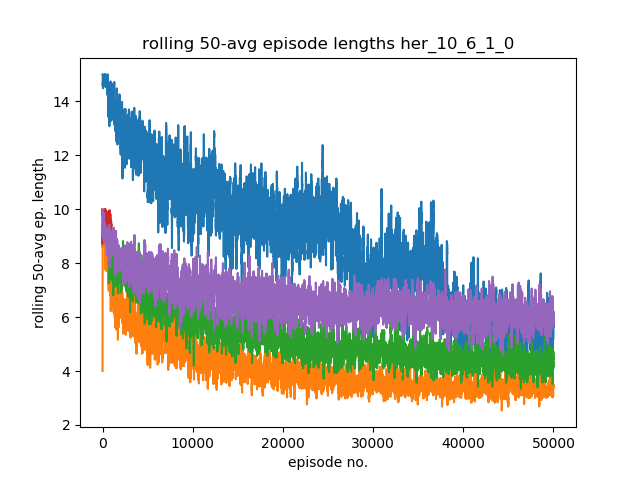 rolling 50-avg episode lengths her_10_6_1_0
rolling 50-avg ep. length
14
12
10
8
6
4
2
0 10000 20000 30000 40000 50000
episode no.